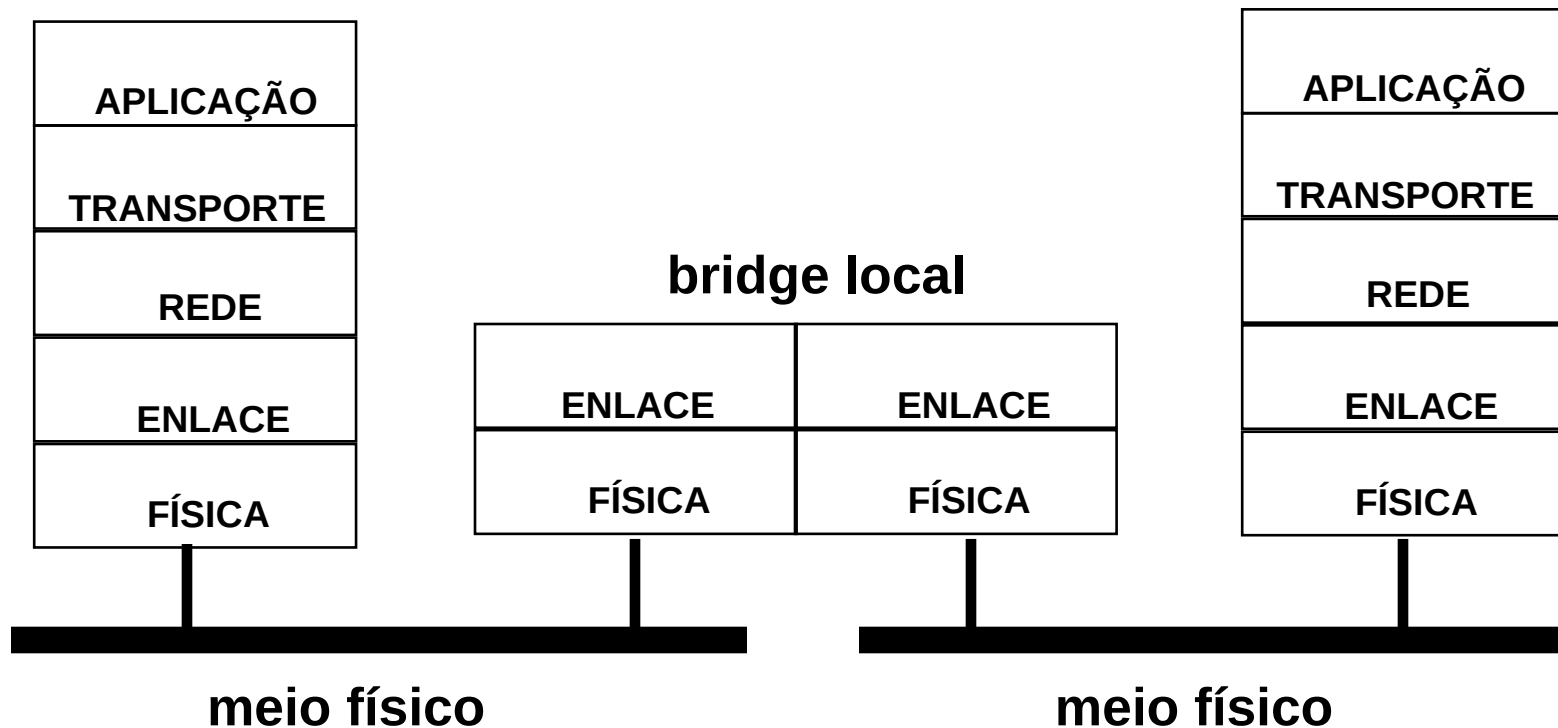 APLICAÇÃO
TRANSPORTE
REDE
ENLACE
FÍSICA
bridge local
ENLACE
ENLACE
FÍSICA
FÍSICA
APLICAÇÃO
TRANSPORTE
REDE
ENLACE
FÍSICA
meio físico
meio físico